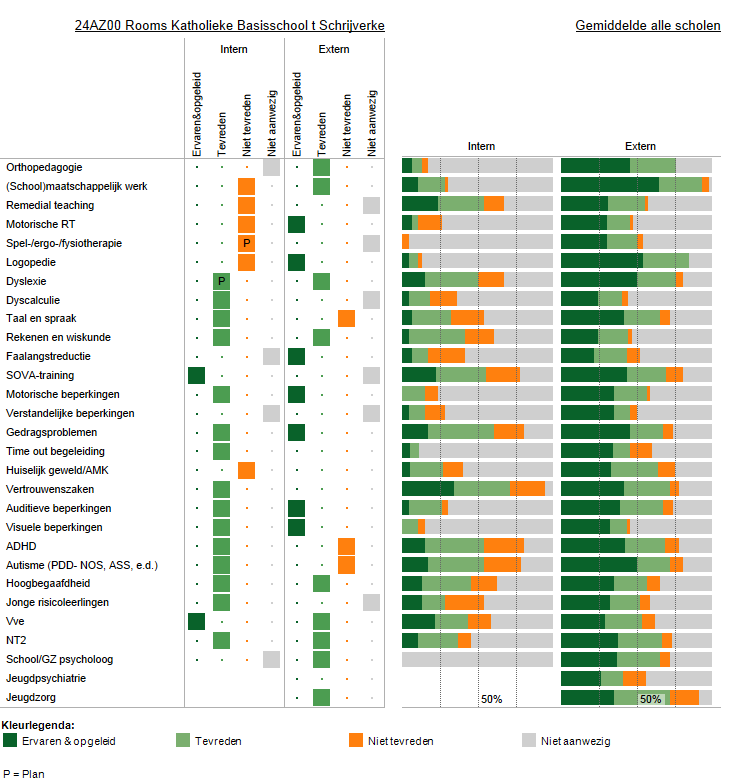 24AZ00 Rooms Katholieke Basisschool t Schrijverke
Gemiddelde alle scholen
Intern
Extern
Ervaren&opgeleid
Tevreden
Niet tevreden
Niet aanwezig
Ervaren&opgeleid
Tevreden
Niet tevreden
Niet aanwezig
Intern
Extern
Orthopedagogie
(School)maatschappelijk werk
Remedial teaching
Motorische RT
Spel-/ergo-/fysiotherapie P
Logopedie
Dyslexie P
Dyscalculie
Taal en spraak
Rekenen en wiskunde
Faalangstreductie
SOVA-training
Motorische beperkingen
Verstandelijke beperkingen
Gedragsproblemen
Time out begeleiding
Huiselijk geweld/AMK
Vertrouwenszaken
Auditieve beperkingen
Visuele beperkingen
ADHD
Autisme (PDD- NOS, ASS, e.d.)
Hoogbegaafdheid
Jonge risicoleerlingen
Vve
NT2
School/GZ psycholoog
Jeugdpsychiatrie
Jeugdzorg
50%
50%
Kleurlegenda:
Ervaren & opgeleid
Tevreden
Niet tevreden
Niet aanwezig
P = Plan